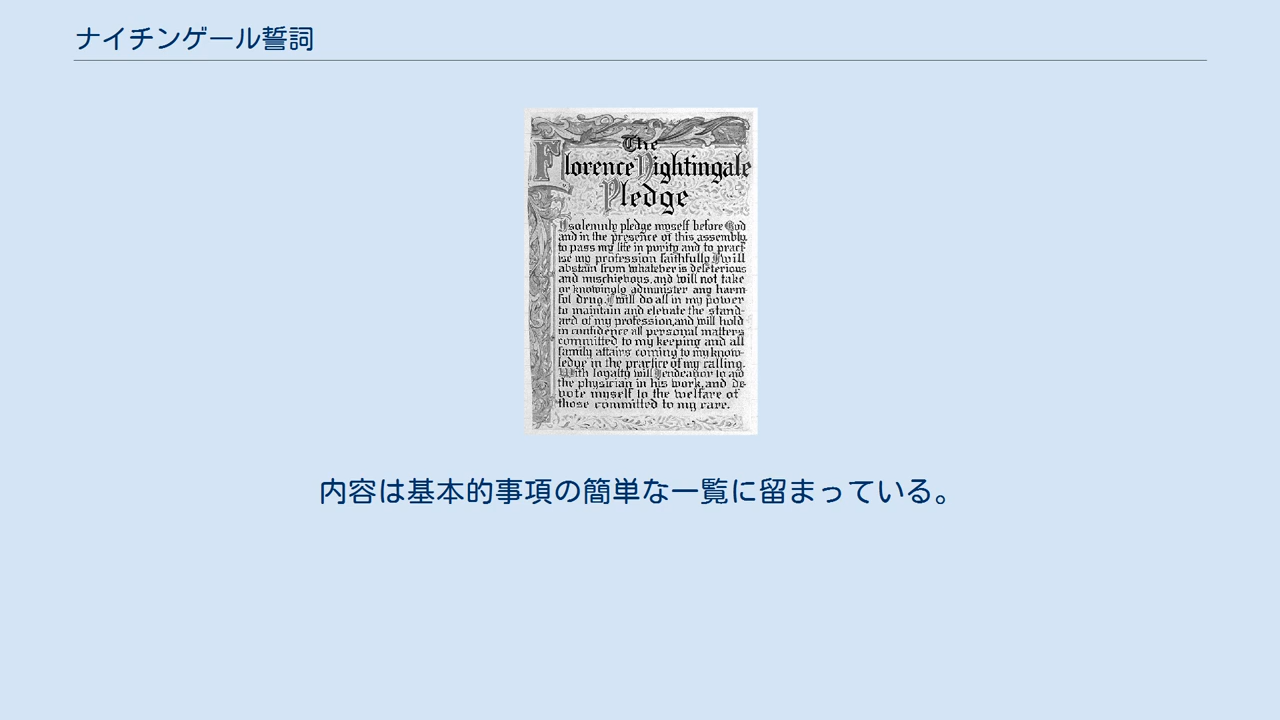 ナイチンゲール誓詞
The
Florence Nightingale
Pledge
I solemnly pledge myself before God
and in the presence of this assembly,
to pass my life in purity and to pract-
ise my profession faithfully. I will
abstain from whatever is deleterious
and mischievous, and will not take
or knowingly administer any harm-
ful drug. I will do all in my power
to maintain and elevate the stand-
ard of my profession, and will hold
in confidence all personal matters
committed to my keeping and all
family affairs coming to my know-
ledge in the practice of my calling.
With loyalty will I endeavor to aid
the physician in his work, and de-
vote myself to the welfare of
those committed to my care.
内容は基本的事項の簡単な一覧に留まっている。